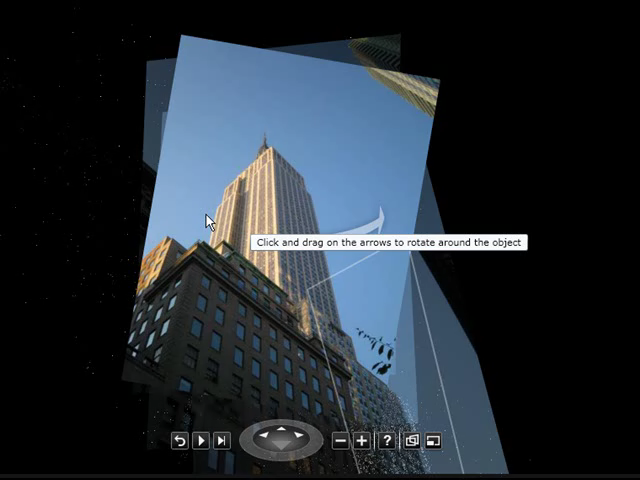 Click and drag on the arrows to rotate around the object
?